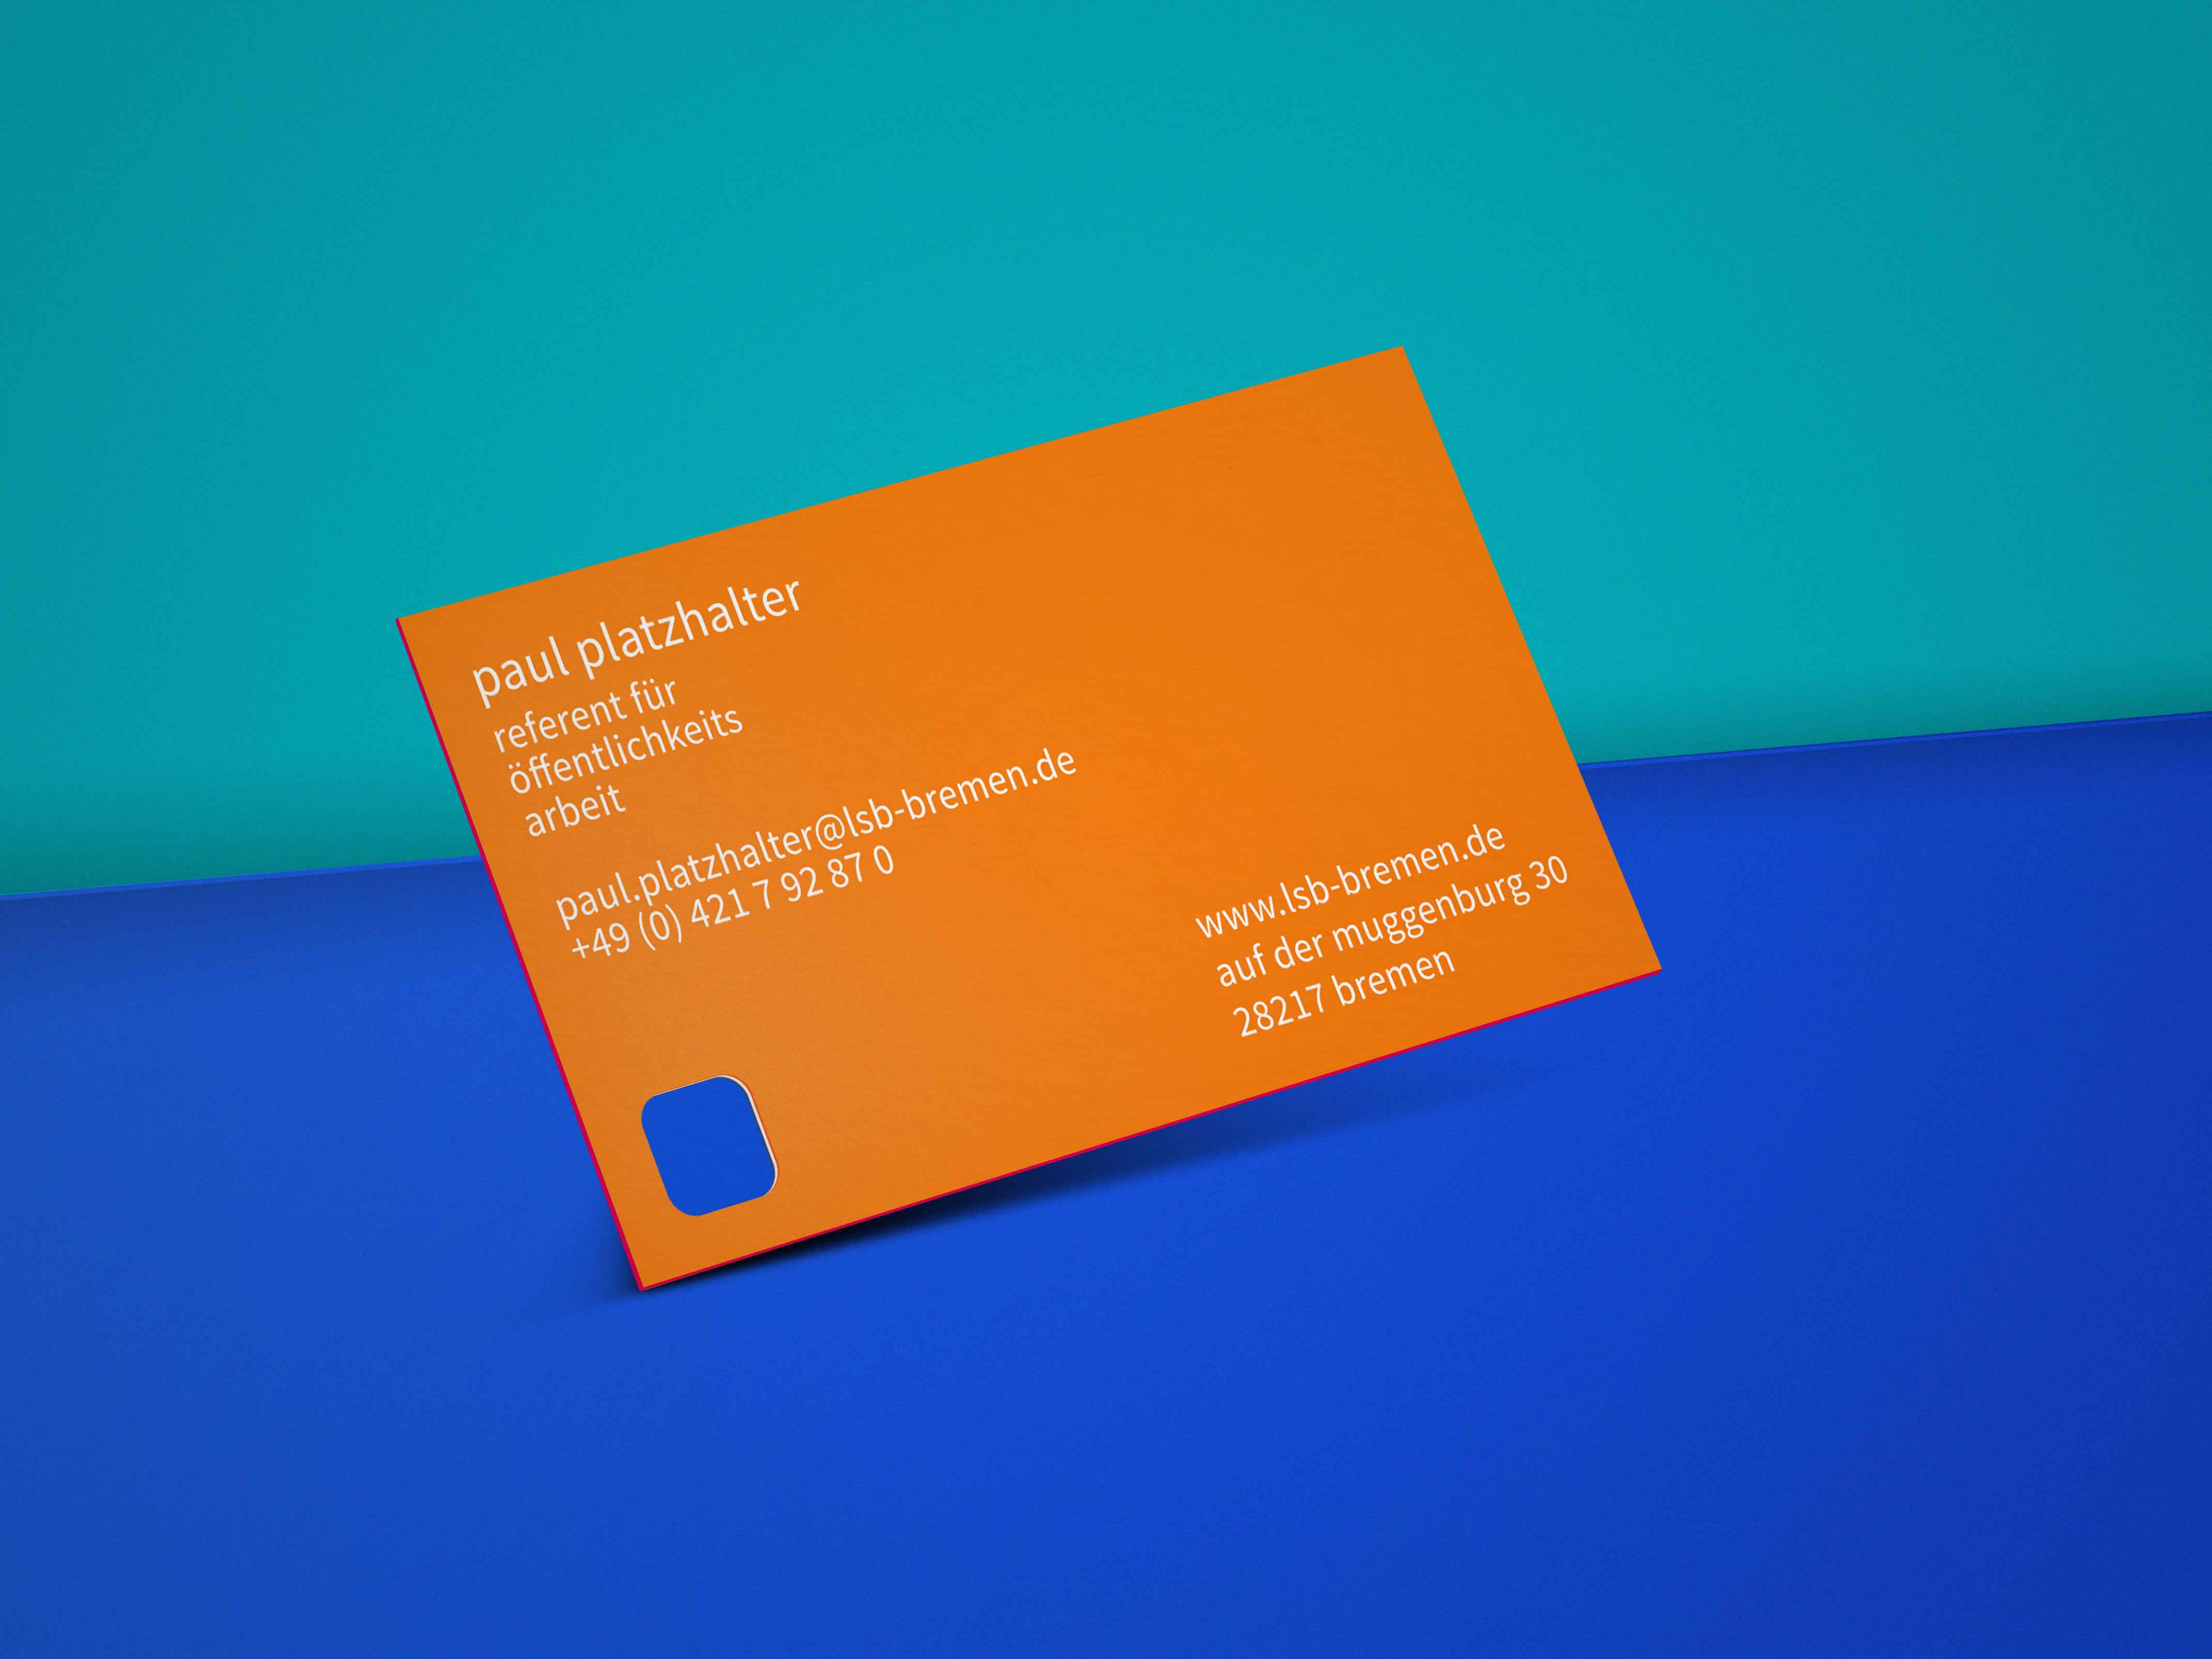 paul platzhalter
referent für
öffentlichkeits
arbeit
paul.platzhalter@lsb-bremen.de
+49 (0) 421 7 92 87 0
www.lsb-bremen.de
auf der muggenburg 30
28217 bremen